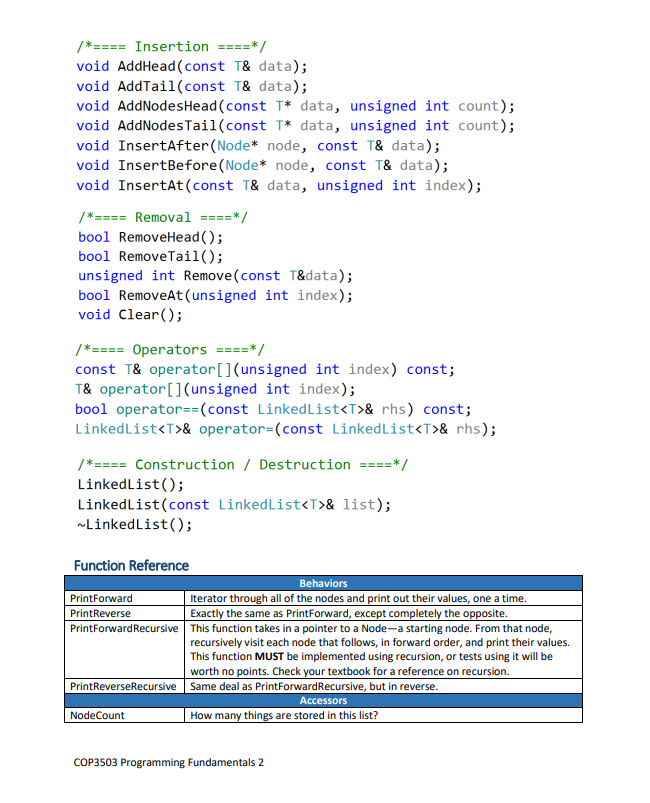 /*==== Insertion ====*/
void AddHead(const T& data);
void AddTail(const T& data);
void AddNodesHead(const T* data, unsigned int count);
void AddNodesTail(const T* data, unsigned int count);
void InsertAfter(Node* node, const T& data);
void InsertBefore(Node* node, const T& data);
void InsertAt(const T& data, unsigned int index);
/*==== Removal ====*/
bool RemoveHead();
bool RemoveTail();
unsigned int Remove(const T&data);
bool RemoveAt(unsigned int index);
void Clear();
/*==== Operators ====*/
const T& operator[](unsigned int index) const;
T& operator[](unsigned int index);
bool operator==(const LinkedList<T>& rhs) const;
LinkedList<T>& operator=(const LinkedList<T>& rhs);
/*==== Construction / Destruction ====*/
LinkedList();
LinkedList(const LinkedList<T>& list);
~LinkedList();
Function Reference
Behaviors
PrintForward Iterator through all of the nodes and print out their values, one a time.
PrintReverse Exactly the same as PrintForward, except completely the opposite.
PrintForwardRecursive This function takes in a pointer to a Node—a starting node. From that node,
recursively visit each node that follows, in forward order, and print their values.
This function MUST be implemented using recursion, or tests using it will be
worth no points. Check your textbook for a reference on recursion.
PrintReverseRecursive Same deal as PrintForwardRecursive, but in reverse.
Accessors
NodeCount How many things are stored in this list?
COP3503 Programming Fundamentals 2